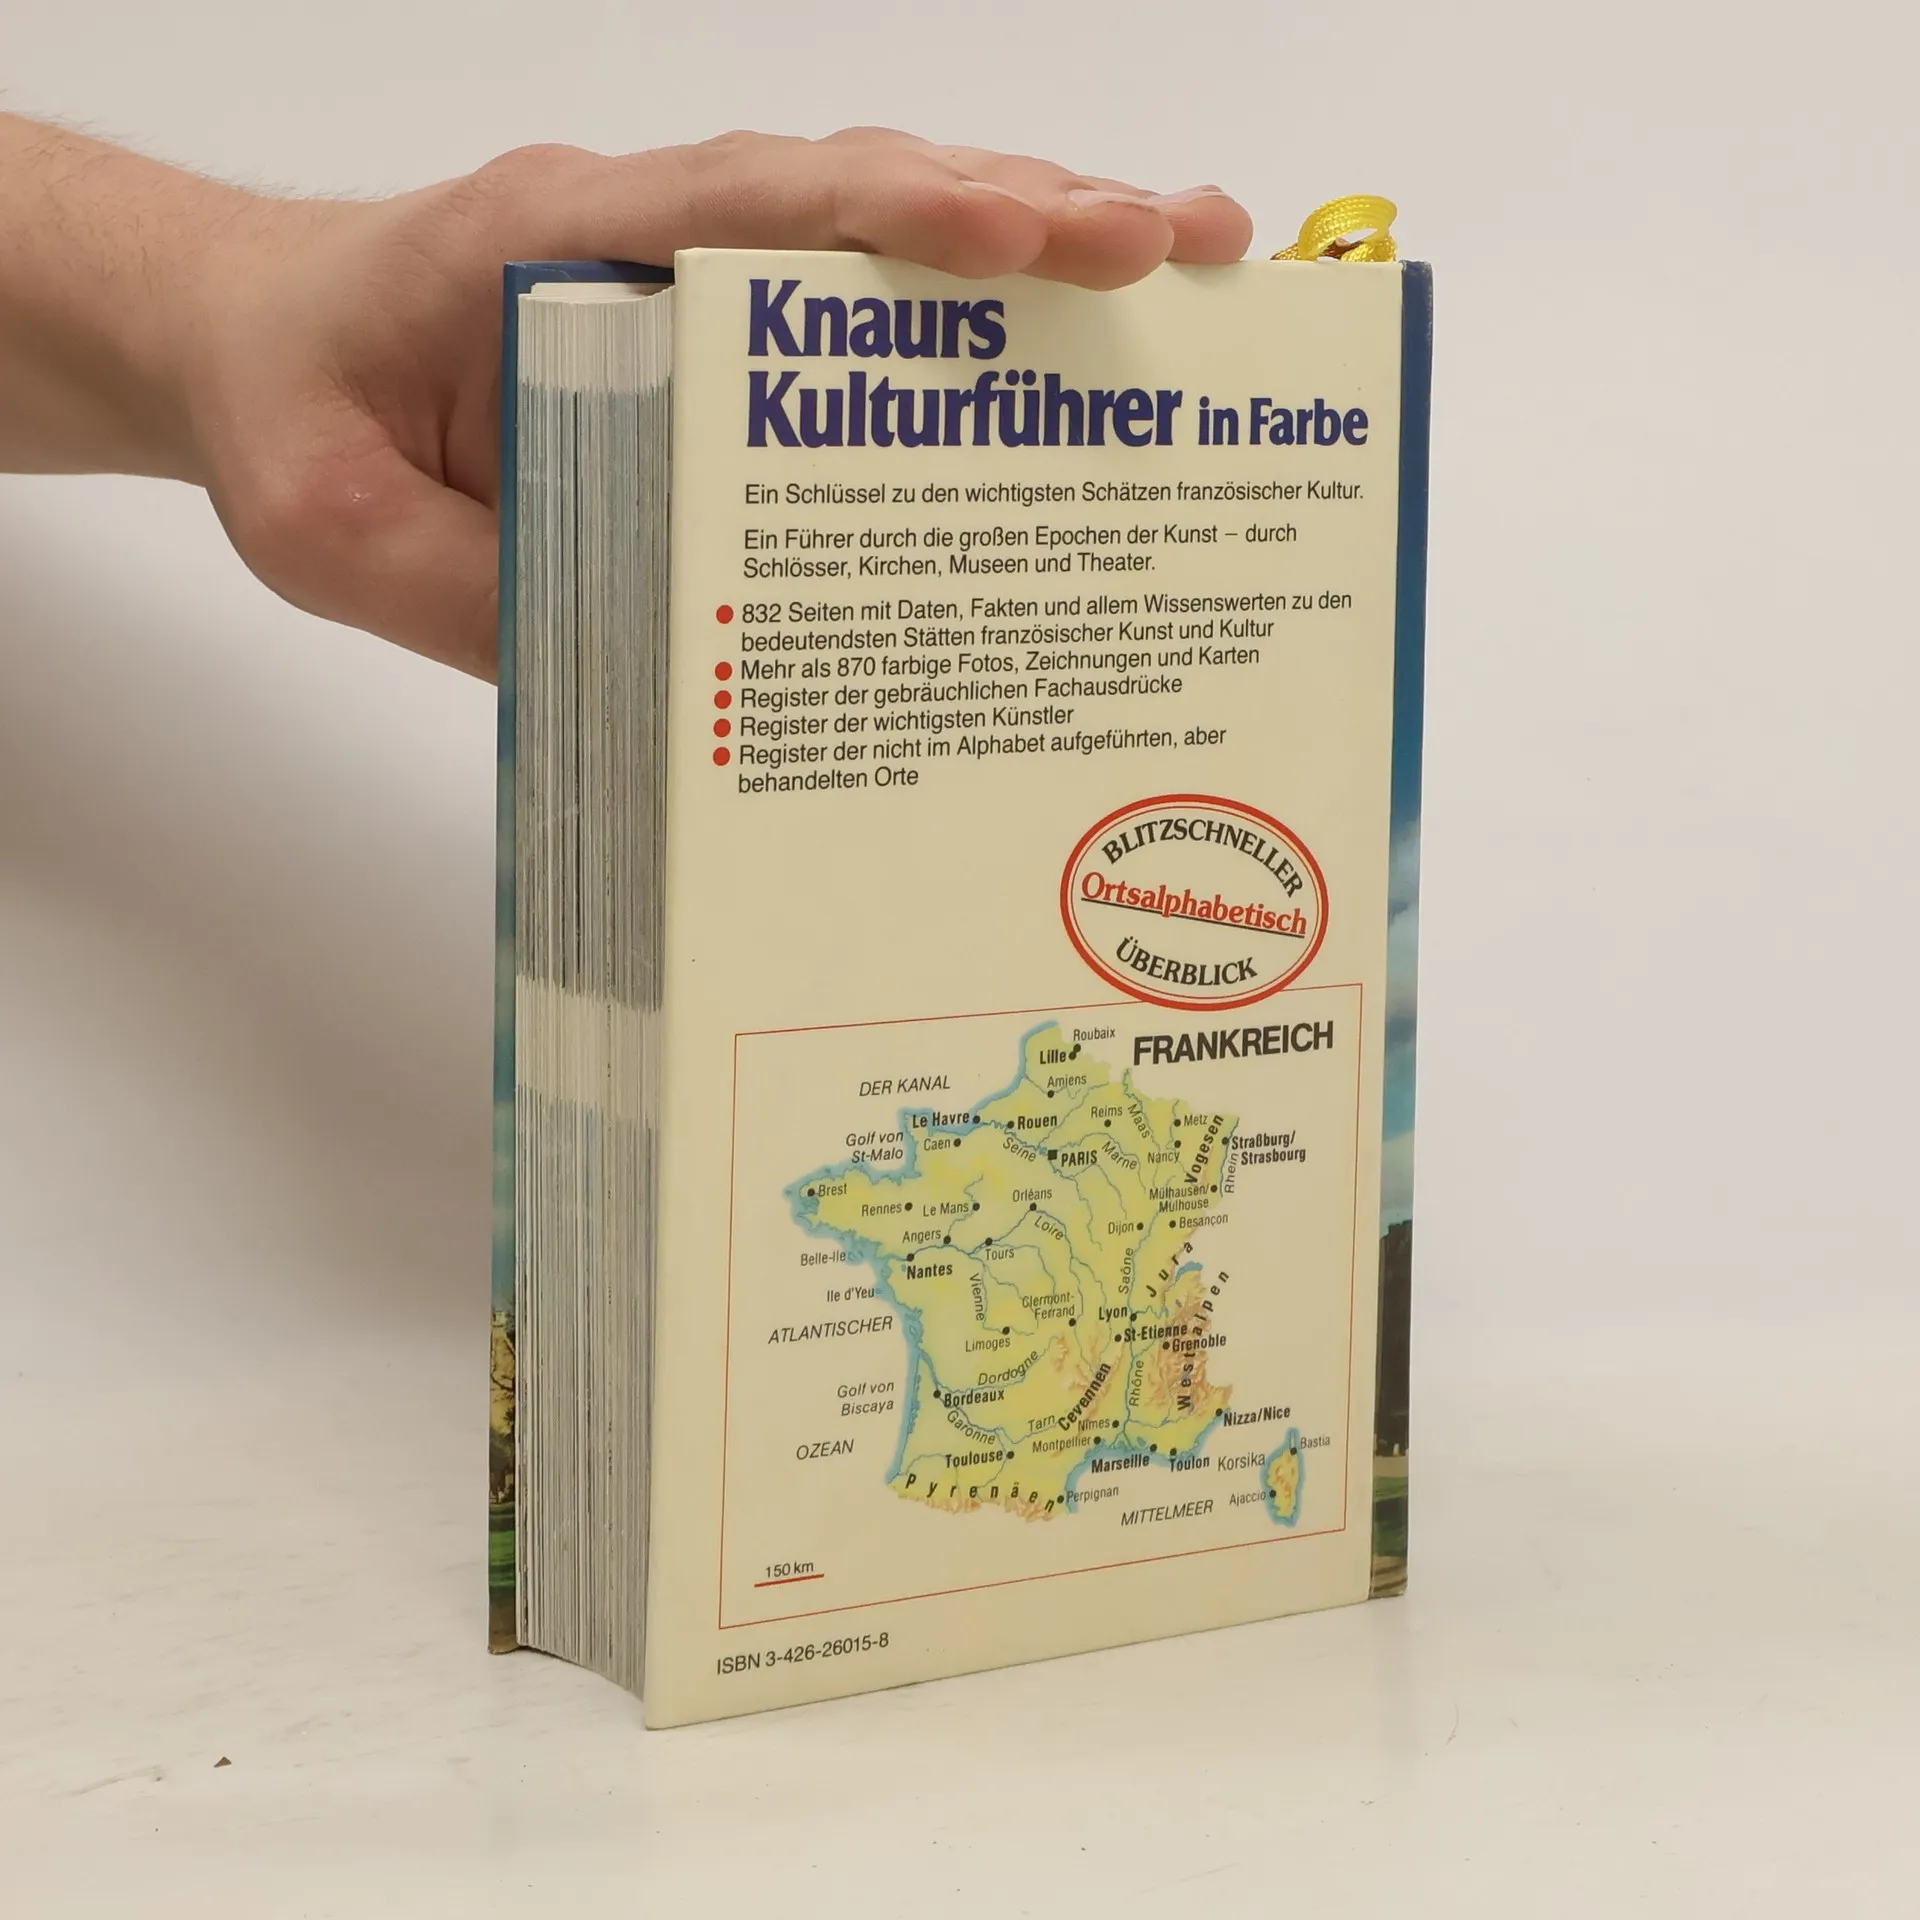 Knaurs
Kulturführer in Farbe
Ein Schlüssel zu den wichtigsten Schätzen französischer Kultur.
Ein Führer durch die großen Epochen der Kunst – durch
Schlösser, Kirchen, Museen und Theater.
● 832 Seiten mit Daten, Fakten und allem Wissenswerten zu den
bedeutendsten Stätten französischer Kunst und Kultur
● Mehr als 870 farbige Fotos, Zeichnungen und Karten
● Register der gebräuchlichen Fachausdrücke
● Register der wichtigsten Künstler
● Register der nicht im Alphabet aufgeführten, aber
behandelten Orte
BLITZSCHNELLER
Ortsalphabetisch
ÜBERBLICK
FRANKREICH
Roubaix
Lille
DER KANAL
Amiens
Le Havre
Rouen
Reims
Maas
Metz
Golf von
St-Malo
Caen
Seine
PARIS
Marne
Nancy
Vogesen
Straßburg/
Strasbourg
Rhein
Brest
Rennes
Le Mans
Orléans
Mülhausen/
Mulhouse
Angers
Loire
Dijon
Besançon
Belle-Ile
Nantes
Tours
Saône
Jura
Ile d'Yeu
Vienne
Clermont-
Ferrand
Lyon
Westalpen
ATLANTISCHER
Limoges
St-Etienne
Grenoble
Dordogne
Golf von
Biscaya
Bordeaux
Cevennen
Rhône
Garonne
Tarn
Nîmes
Nizza/Nice
OZEAN
Toulouse
Montpellier
Marseille
Toulon
Korsika
Bastia
Pyrenäen
Perpignan
MITTELMEER
Ajaccio
150 km
ISBN 3-426-26015-8